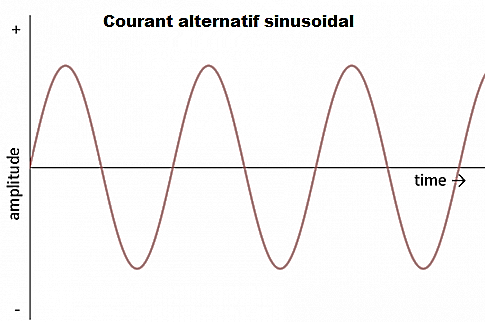 Courant alternatif sinusoidal
+
amplitude
time →
-